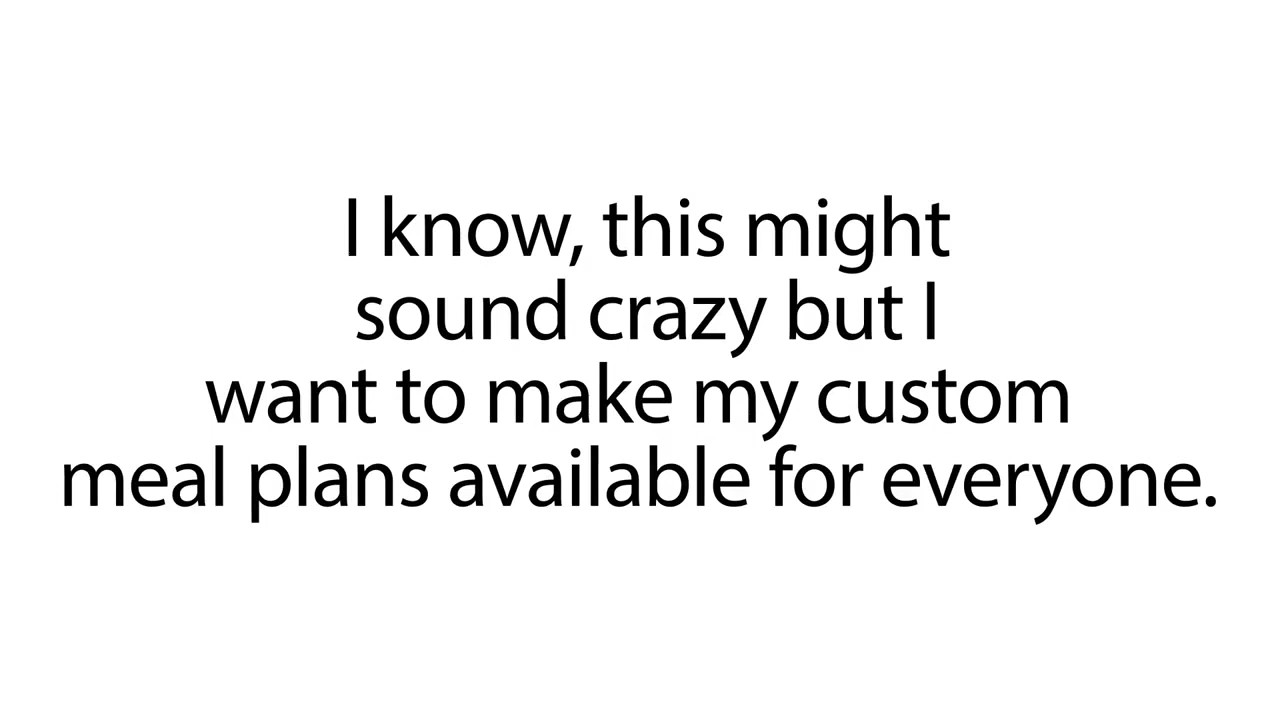 I know, this might
sound crazy but I
want to make my custom
meal plans available for everyone.